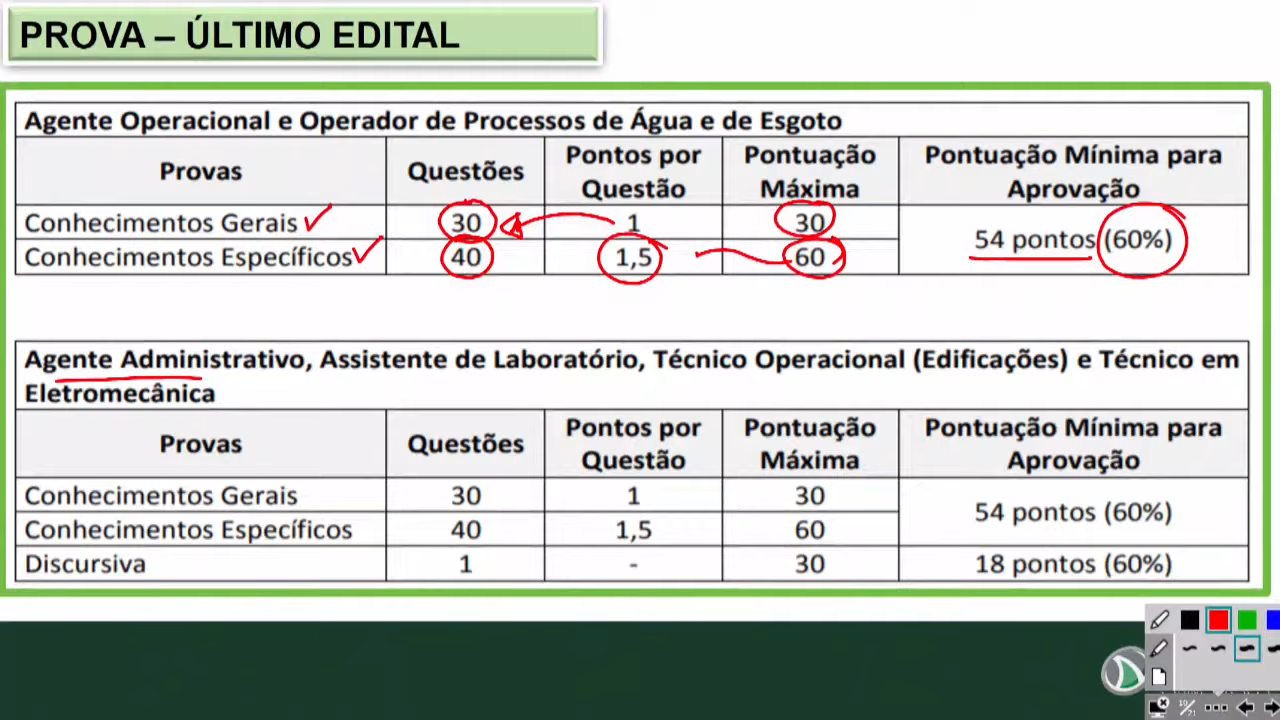 PROVA – ÚLTIMO EDITAL
Agente Operacional e Operador de Processos de Água e de Esgoto
Provas Questões Pontos por Questão Pontuação Máxima Pontuação Mínima para Aprovação
Conhecimentos Gerais 30 1 30 54 pontos (60%)
Conhecimentos Específicos 40 1,5 60
Agente Administrativo, Assistente de Laboratório, Técnico Operacional (Edificações) e Técnico em
Eletromecânica
Provas Questões Pontos por Questão Pontuação Máxima Pontuação Mínima para Aprovação
Conhecimentos Gerais 30 1 30 54 pontos (60%)
Conhecimentos Específicos 40 1,5 60
Discursiva 1 - 30 18 pontos (60%)